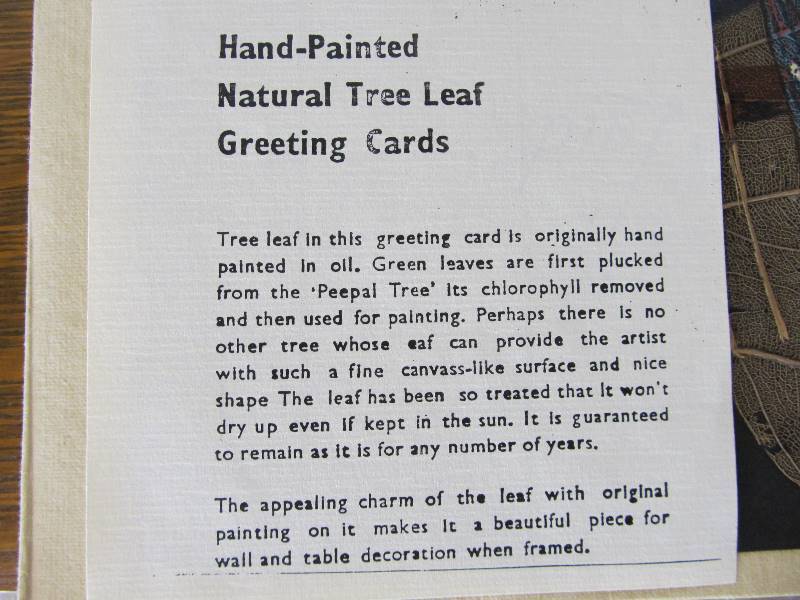 Hand-Painted
Natural Tree Leaf
Greeting Cards
Tree leaf in this greeting card is originally hand
painted in oil. Green leaves are first plucked
from the 'Peepal Tree' its chlorophyll removed
and then used for painting. Perhaps there is no
other tree whose eaf can provide the artist
with such a fine canvass-like surface and nice
shape The leaf has been so treated that it won't
dry up even if kept in the sun. It is guaranteed
to remain as it is for any number of years.
The appealing charm of the leaf with original
painting on it makes it a beautiful piece for
wall and table decoration when framed.